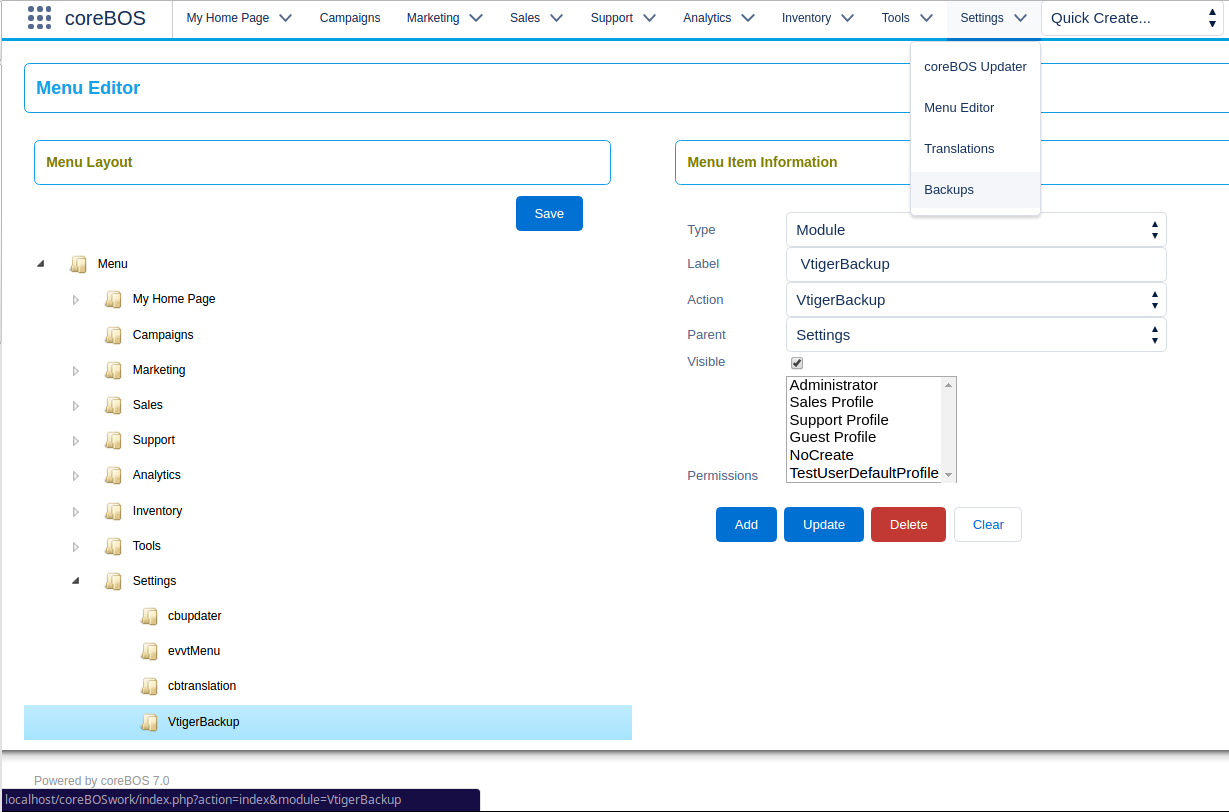 coreBOS My Home Page Campaigns Marketing Sales Support Analytics Inventory Tools Settings Quick Create...
coreBOS Updater
Menu Editor
Translations
Backups
Menu Editor
Menu Layout
Save
Menu
My Home Page
Campaigns
Marketing
Sales
Support
Analytics
Inventory
Tools
Settings
cbupdater
evvtMenu
cbtranslation
VtigerBackup
Menu Item Information
Type Module
Label VtigerBackup
Action VtigerBackup
Parent Settings
Visible
Administrator
Sales Profile
Support Profile
Guest Profile
NoCreate
Permissions TestUserDefaultProfile
Add Update Delete Clear
Powered by coreBOS 7.0
localhost/coreBOSwork/index.php?action=index&module=VtigerBackup